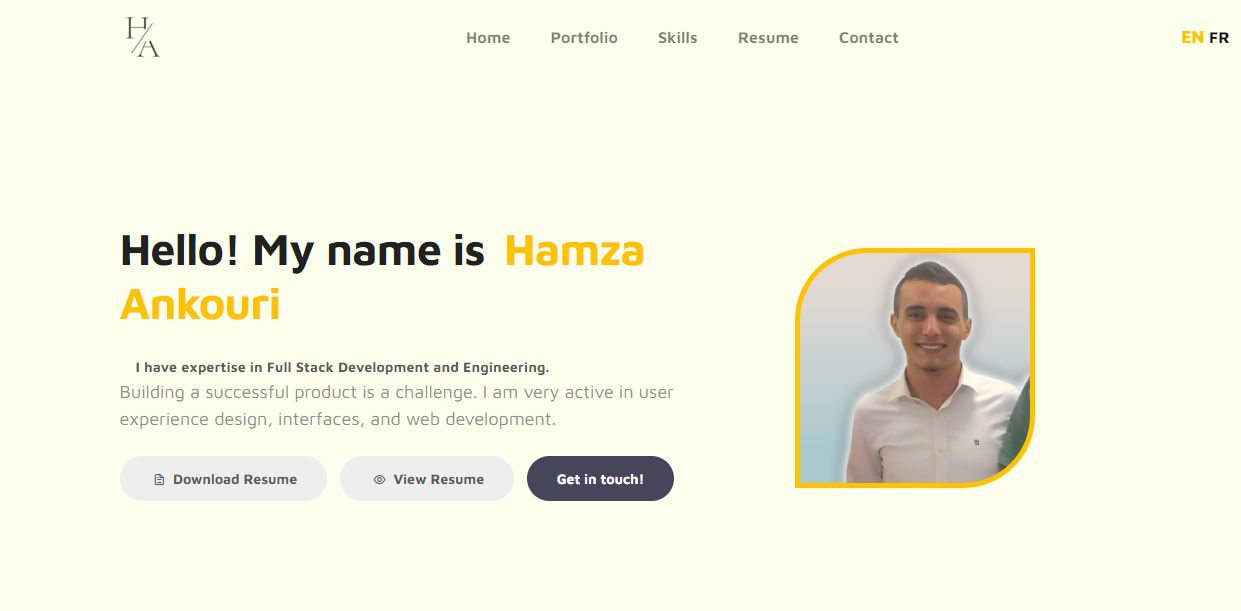 H/A
Home Portfolio Skills Resume Contact
EN FR
Hello! My name is Hamza
Ankouri
I have expertise in Full Stack Development and Engineering.
Building a successful product is a challenge. I am very active in user
experience design, interfaces, and web development.
Download Resume
View Resume
Get in touch!